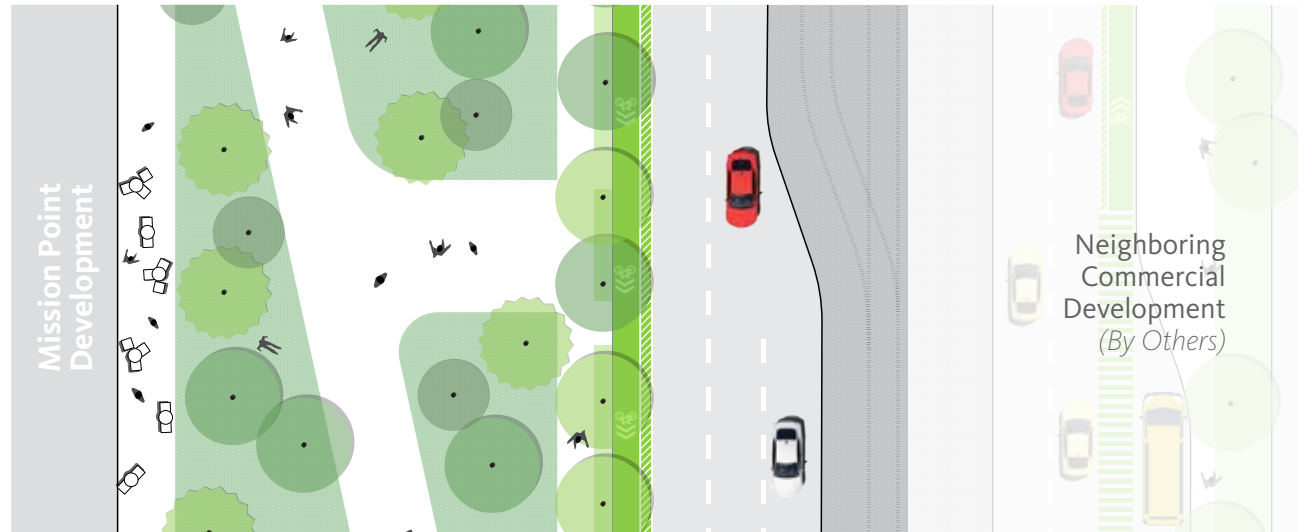 Mission Point
Development
Neighboring
Commercial
Development
(By Others)